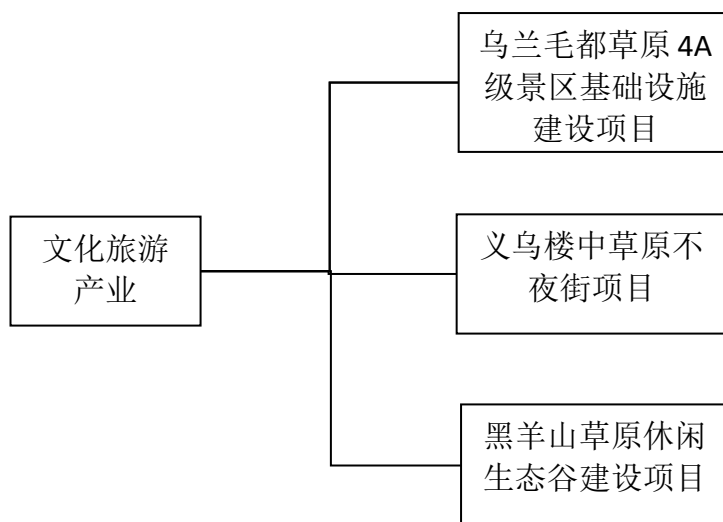 乌兰毛都草原 4A
级景区基础设施
建设项目
文化旅游
产业
义乌楼中草原不
夜街项目
黑羊山草原休闲
生态谷建设项目